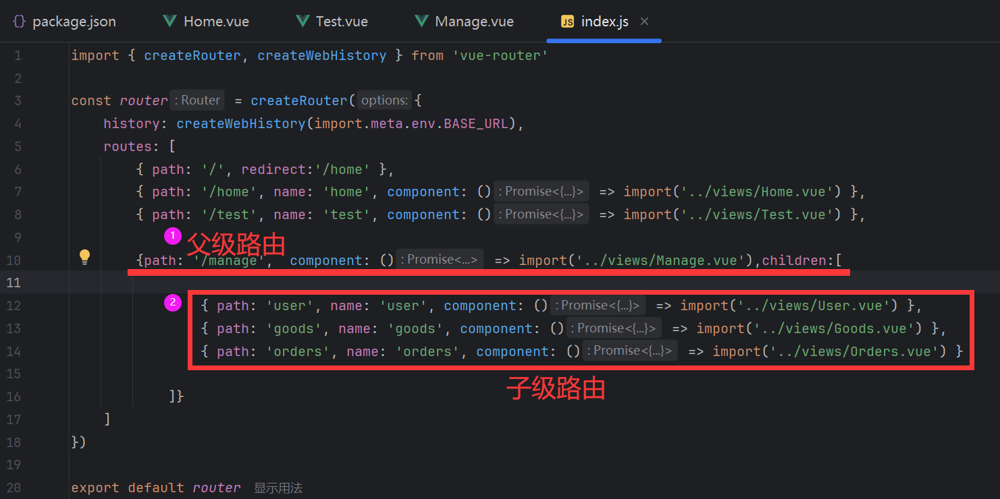 package.json Home.vue Test.vue Manage.vue JS index.js ×
1 import { createRouter, createWebHistory } from 'vue-router'
2
3 const router : Router = createRouter( options: {
4 history: createWebHistory(import.meta.env.BASE_URL),
5 routes: [
6 { path: '/', redirect:'/home' },
7 { path: '/home', name: 'home', component: () : Promise<{...}> => import('../views/Home.vue') },
8 { path: '/test', name: 'test', component: () : Promise<{...}> => import('../views/Test.vue') },
9
1 父级路由
10 {path: '/manage', component: () : Promise<...> => import('../views/Manage.vue'),children:[
11
2
12 { path: 'user', name: 'user', component: () : Promise<{...}> => import('../views/User.vue') },
13 { path: 'goods', name: 'goods', component: () : Promise<{...}> => import('../views/Goods.vue') },
14 { path: 'orders', name: 'orders', component: () : Promise<{...}> => import('../views/Orders.vue') }
15
子级路由
16 ]}
17 ]
18 })
19
20 export default router 显示用法